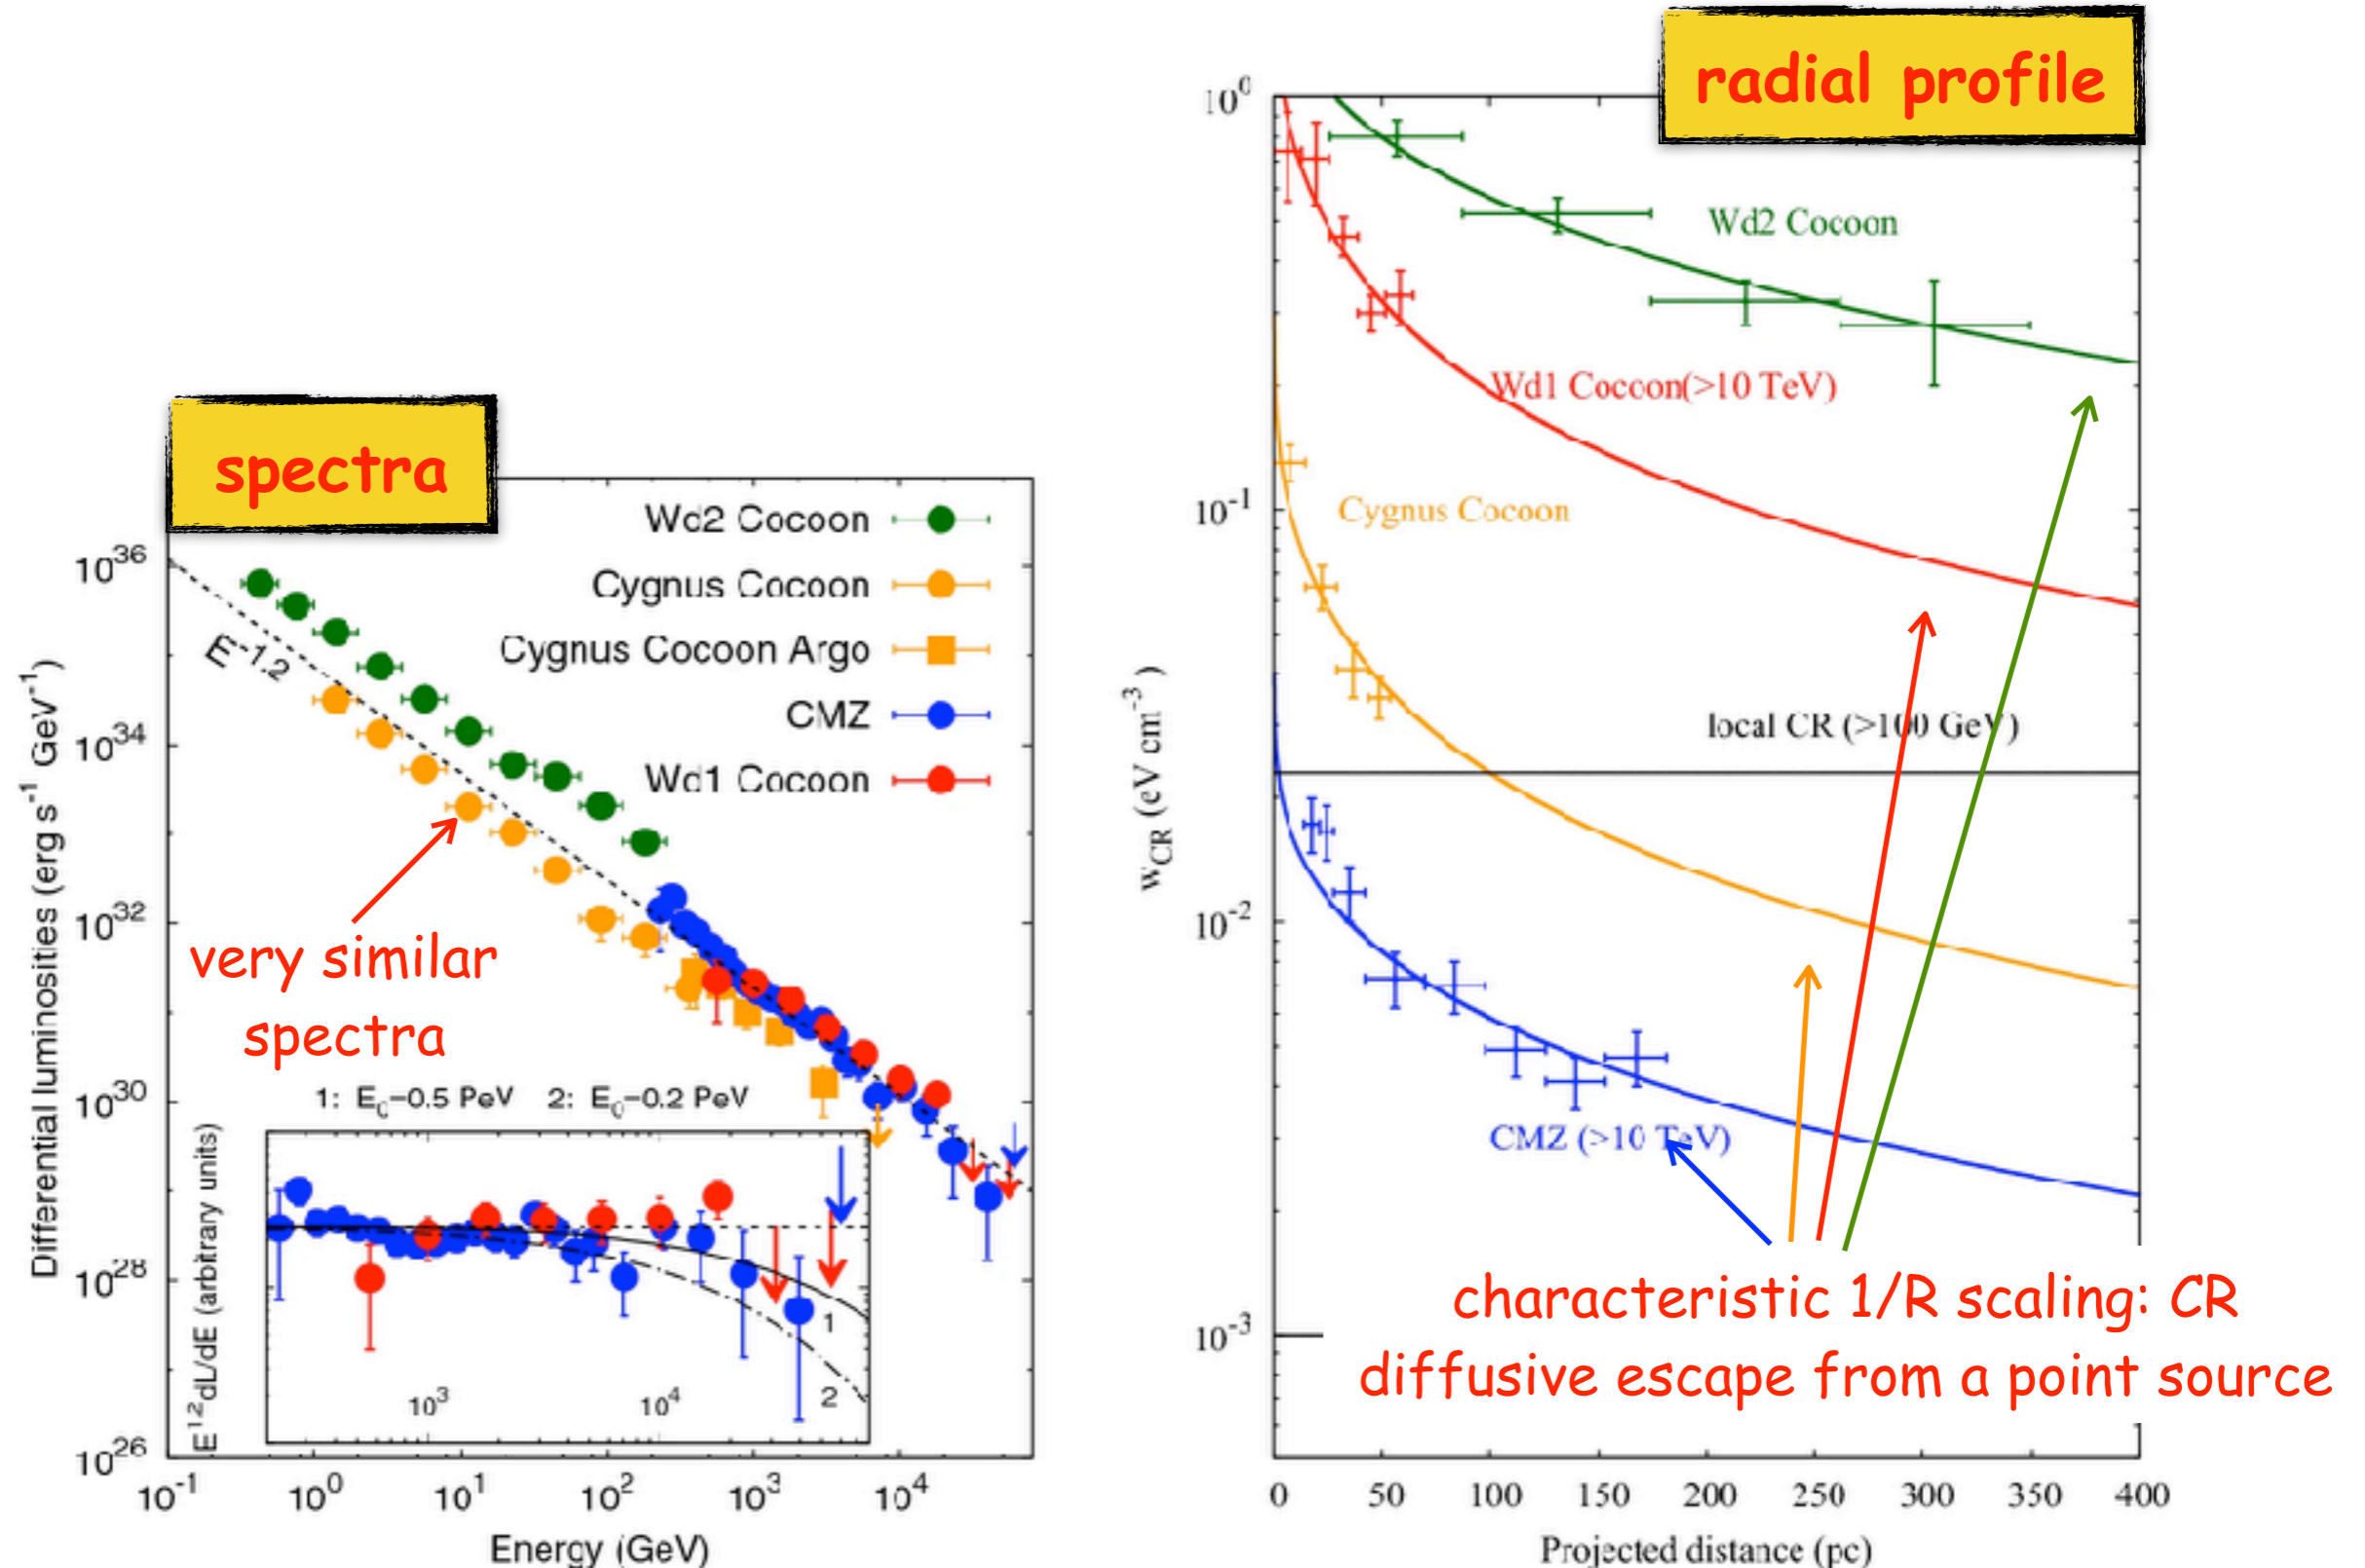 spectra
Wd2 Cocoon
Cygnus Cocoon
Cygnus Cocoon Argo
CMZ
Wd1 Cocoon
E^-1.2
very similar
spectra
1: E_0-0.5 PeV 2: E_0-0.2 PeV
Differential luminosities (erg s^-1 GeV^-1)
10^36
10^34
10^32
10^30
10^28
10^26
E^1.2 dL/dE (arbitrary units)
1
2
10^3 10^4
10^-1 10^0 10^1 10^2 10^3 10^4
Energy (GeV)
radial profile
10^0
10^-1
10^-2
10^-3
w_CR (eV cm^-3)
Wd2 Cocoon
Wd1 Cocoon(>10 TeV)
Cygnus Cocoon
local CR (>100 GeV)
CMZ (>10 TeV)
characteristic 1/R scaling: CR
diffusive escape from a point source
0 50 100 150 200 250 300 350 400
Projected distance (pc)